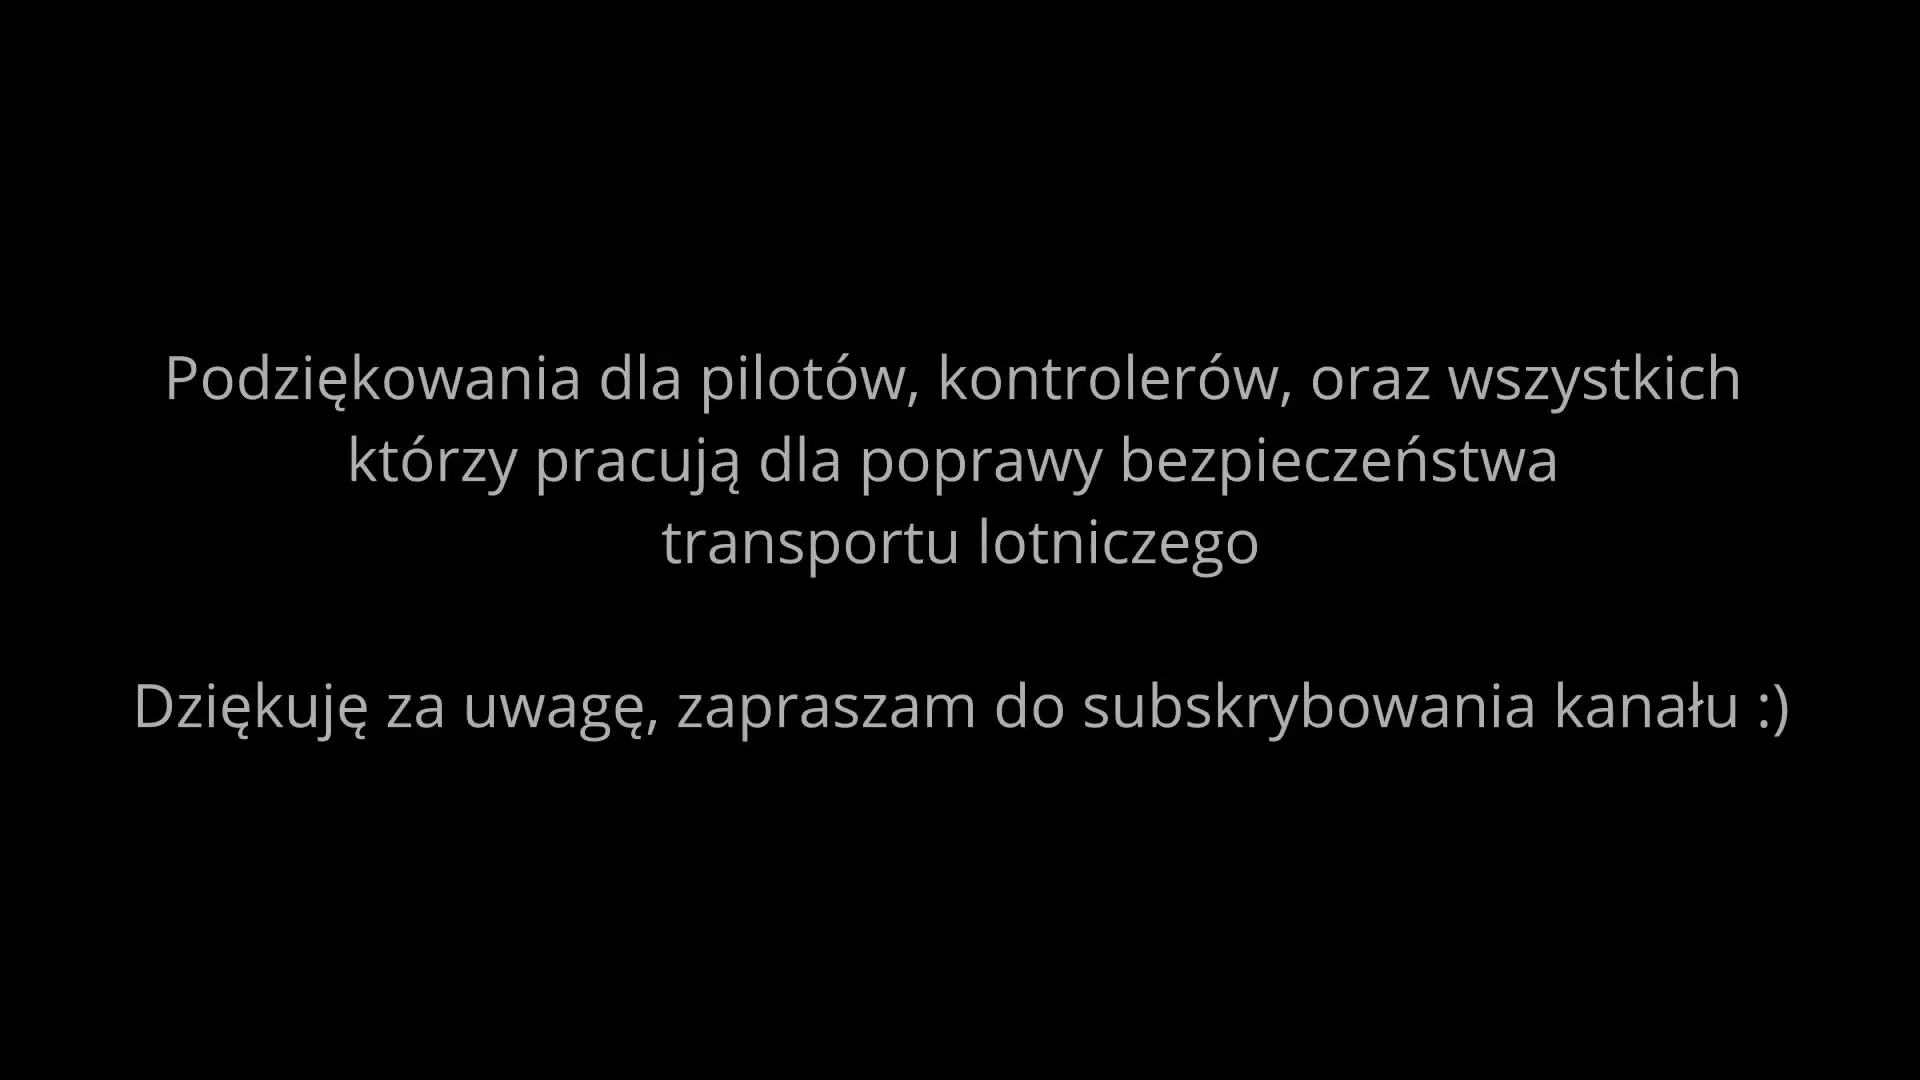 Podziękowania dla pilotów, kontrolerów, oraz wszystkich
którzy pracują dla poprawy bezpieczeństwa
transportu lotniczego
Dziękuję za uwagę, zapraszam do subskrybowania kanału :)